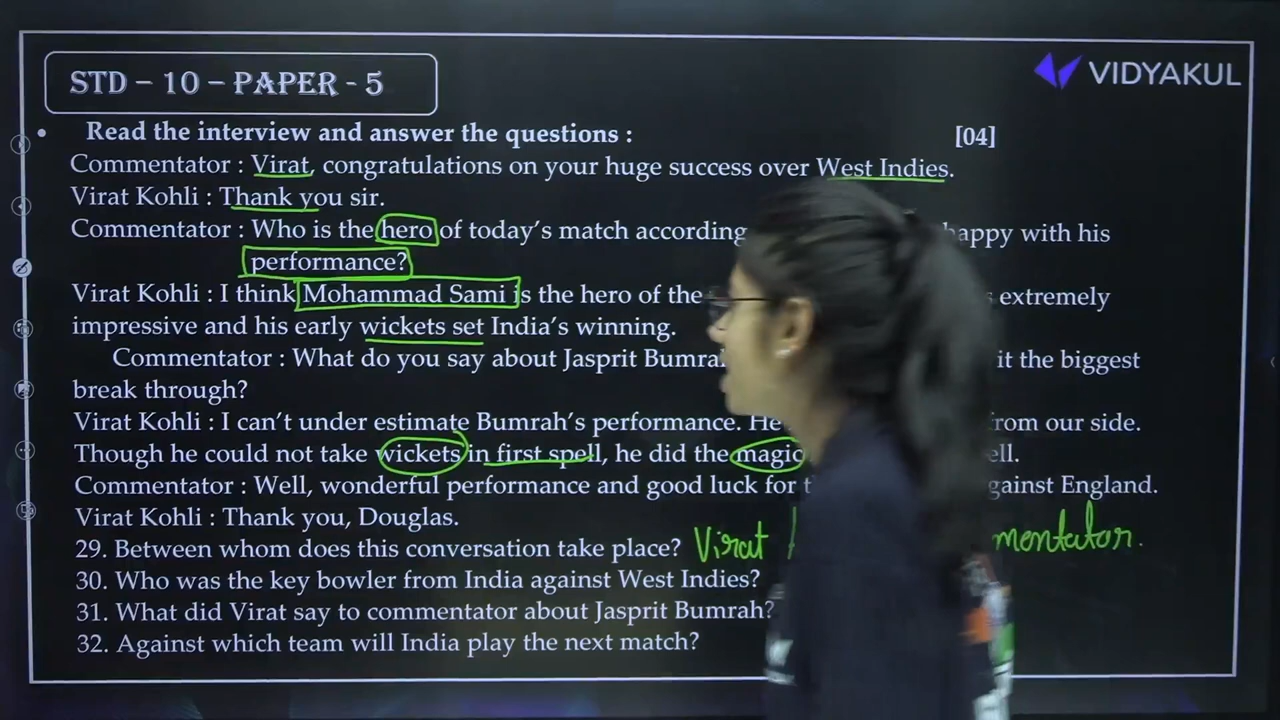 STD – 10 – PAPER - 5
VIDYAKUL
• Read the interview and answer the questions : [04]
Commentator : Virat, congratulations on your huge success over West Indies.
Virat Kohli : Thank you sir.
Commentator : Who is the hero of today's match according happy with his
performance?
Virat Kohli : I think Mohammad Sami is the hero of the extremely
impressive and his early wickets set India's winning.
Commentator : What do you say about Jasprit Bumrah it the biggest
break through?
Virat Kohli : I can't under estimate Bumrah's performance. He from our side.
Though he could not take wickets in first spell, he did the magic
Commentator : Well, wonderful performance and good luck for against England.
Virat Kohli : Thank you, Douglas.
29. Between whom does this conversation take place? Virat mentator.
30. Who was the key bowler from India against West Indies?
31. What did Virat say to commentator about Jasprit Bumrah?
32. Against which team will India play the next match?